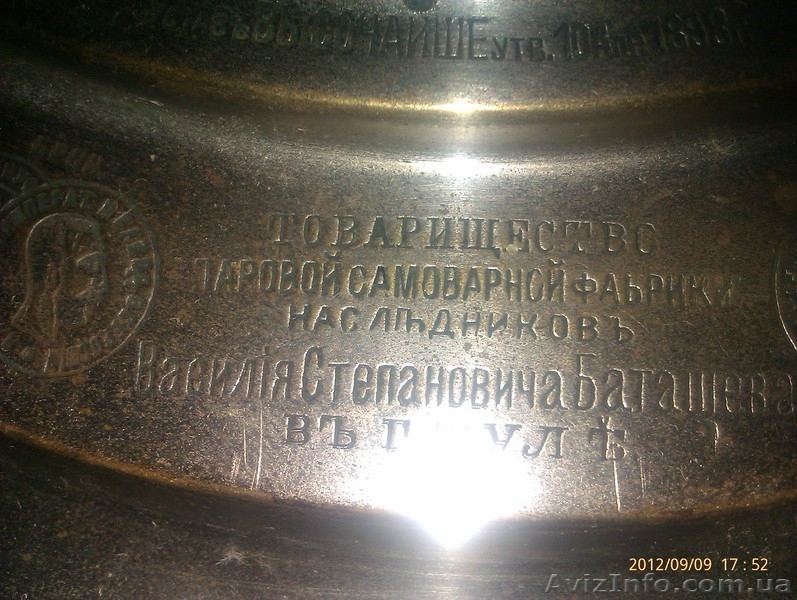 ВЫСОЧАЙШЕ утв. 10
ТОВАРИЩЕСТВО
ПАРОВОЙ САМОВАРНОЙ ФАБРИКИ
НАСЛѢДНИКОВЪ
ВАСИЛІЯ СТЕПАНОВИЧА БАТАШЕВА
ВЪ Г. ТУЛѢ
2012/09/09 17:52
AvizInfo.com.ua